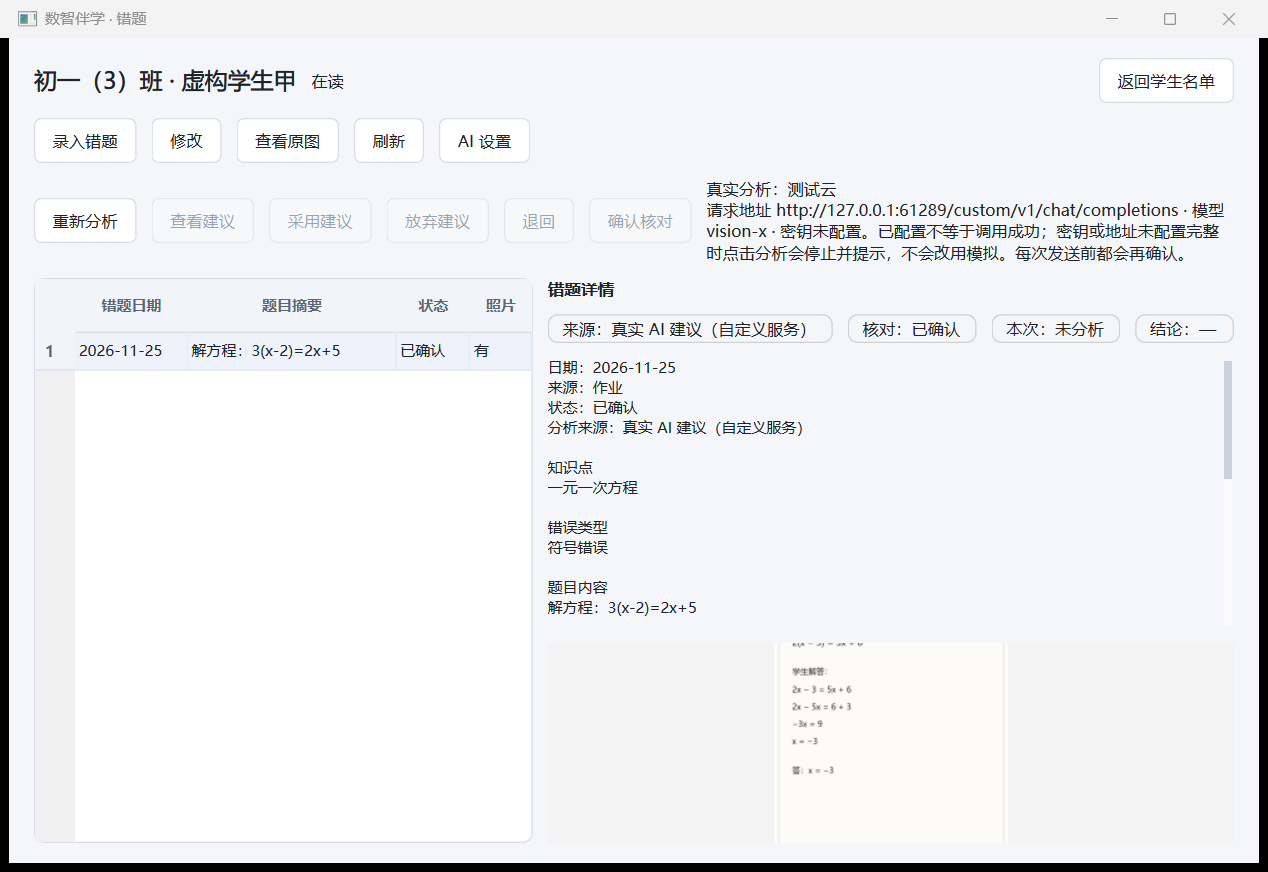 数智伴学 · 错题
初一（3）班 · 虚构学生甲 在读
返回学生名单
录入错题 修改 查看原图 刷新 AI 设置
重新分析 查看建议 采用建议 放弃建议 退回 确认核对
真实分析：测试云
请求地址 http://127.0.0.1:61289/custom/v1/chat/completions · 模型
vision-x · 密钥未配置。已配置不等于调用成功；密钥或地址未配置完整
时点击分析会停止并提示，不会改用模拟。每次发送前都会再确认。
错题日期 题目摘要 状态 照片
1 2026-11-25 解方程：3(x-2)=2x+5 已确认 有
错题详情
来源：真实 AI 建议（自定义服务） 核对：已确认 本次：未分析 结论：—
日期：2026-11-25
来源：作业
状态：已确认
分析来源：真实 AI 建议（自定义服务）
知识点
一元一次方程
错误类型
符号错误
题目内容
解方程：3(x-2)=2x+5
学生解答：
2x − 3 = 5x + 6
2x − 5x = 6 + 3
−3x = 9
x = −3
答：x = −3